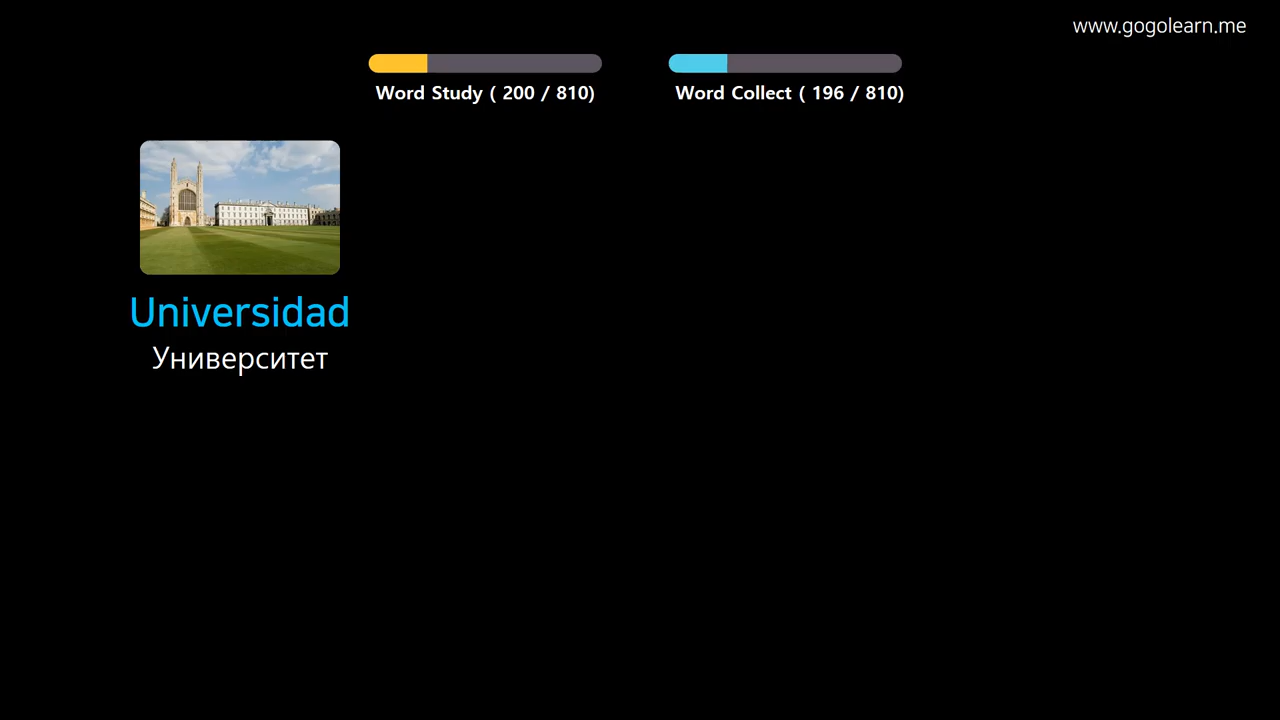 www.gogolearn.me
Word Study ( 200 / 810)
Word Collect ( 196 / 810)
Universidad
Университет